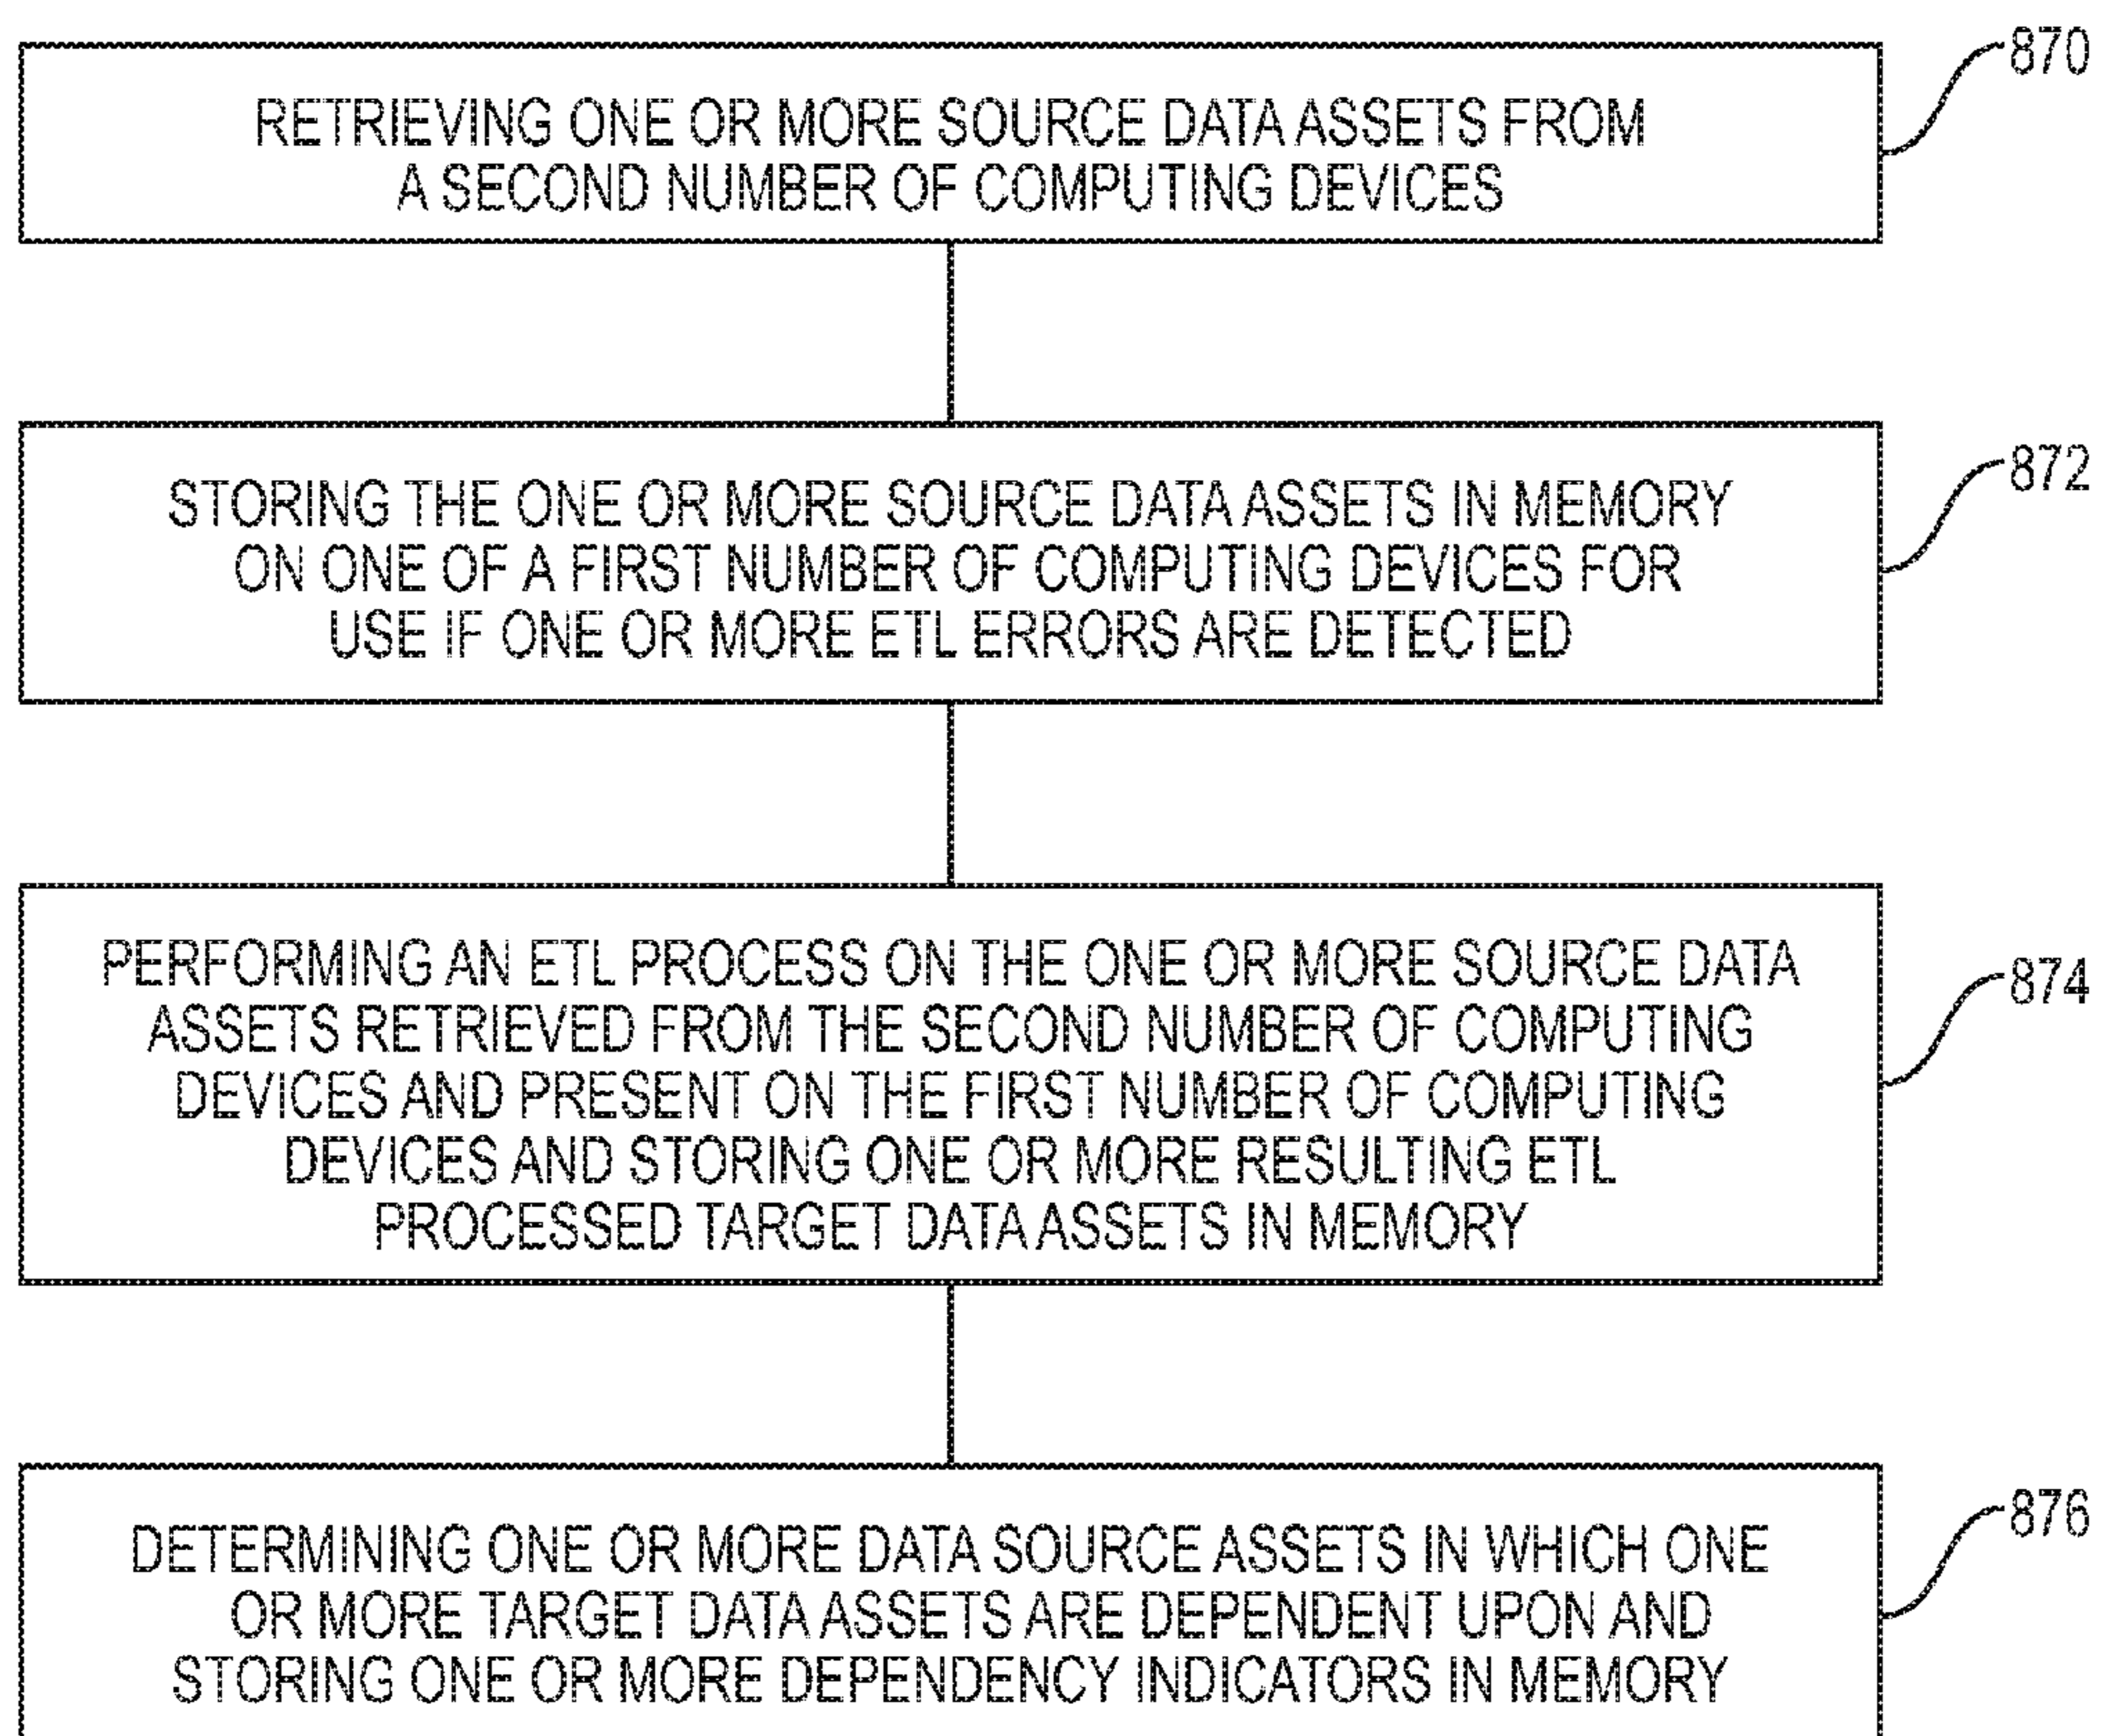 870
RETRIEVING ONE OR MORE SOURCE DATA ASSETS FROM
A SECOND NUMBER OF COMPUTING DEVICES
872
STORING THE ONE OR MORE SOURCE DATA ASSETS IN MEMORY
ON ONE OF A FIRST NUMBER OF COMPUTING DEVICES FOR
USE IF ONE OR MORE ETL ERRORS ARE DETECTED
874
PERFORMING AN ETL PROCESS ON THE ONE OR MORE SOURCE DATA
ASSETS RETRIEVED FROM THE SECOND NUMBER OF COMPUTING
DEVICES AND PRESENT ON THE FIRST NUMBER OF COMPUTING
DEVICES AND STORING ONE OR MORE RESULTING ETL
PROCESSED TARGET DATA ASSETS IN MEMORY
876
DETERMINING ONE OR MORE DATA SOURCE ASSETS IN WHICH ONE
OR MORE TARGET DATA ASSETS ARE DEPENDENT UPON AND
STORING ONE OR MORE DEPENDENCY INDICATORS IN MEMORY